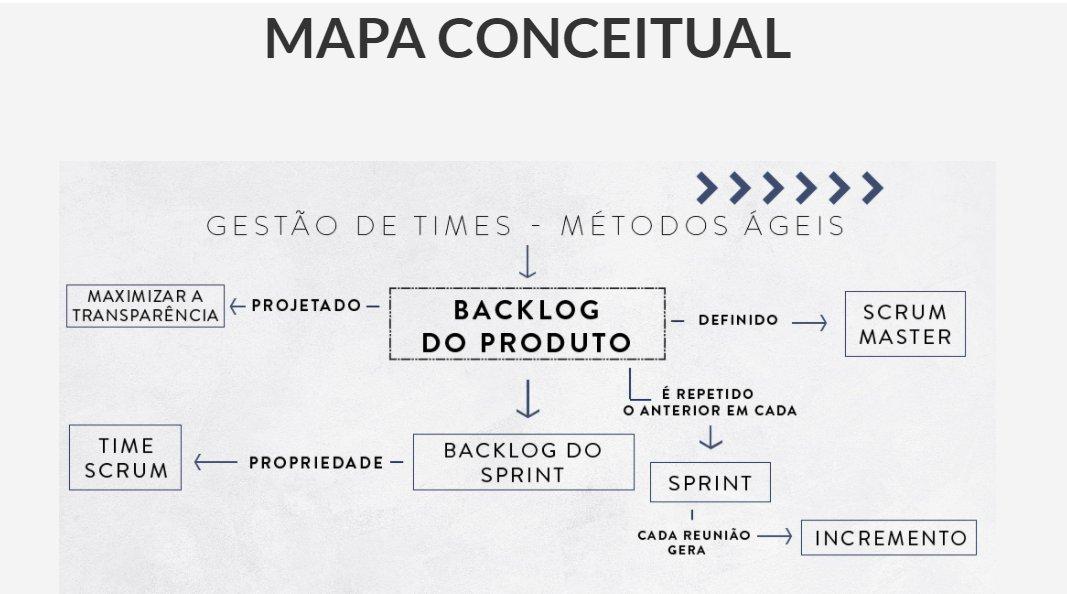 MAPA CONCEITUAL
GESTÃO DE TIMES - MÉTODOS ÁGEIS
MAXIMIZAR A
TRANSPARÊNCIA
PROJETADO
BACKLOG
DO PRODUTO
DEFINIDO
SCRUM
MASTER
É REPETIDO
O ANTERIOR EM CADA
TIME
SCRUM
PROPRIEDADE
BACKLOG DO
SPRINT
SPRINT
CADA REUNIÃO
GERA
INCREMENTO